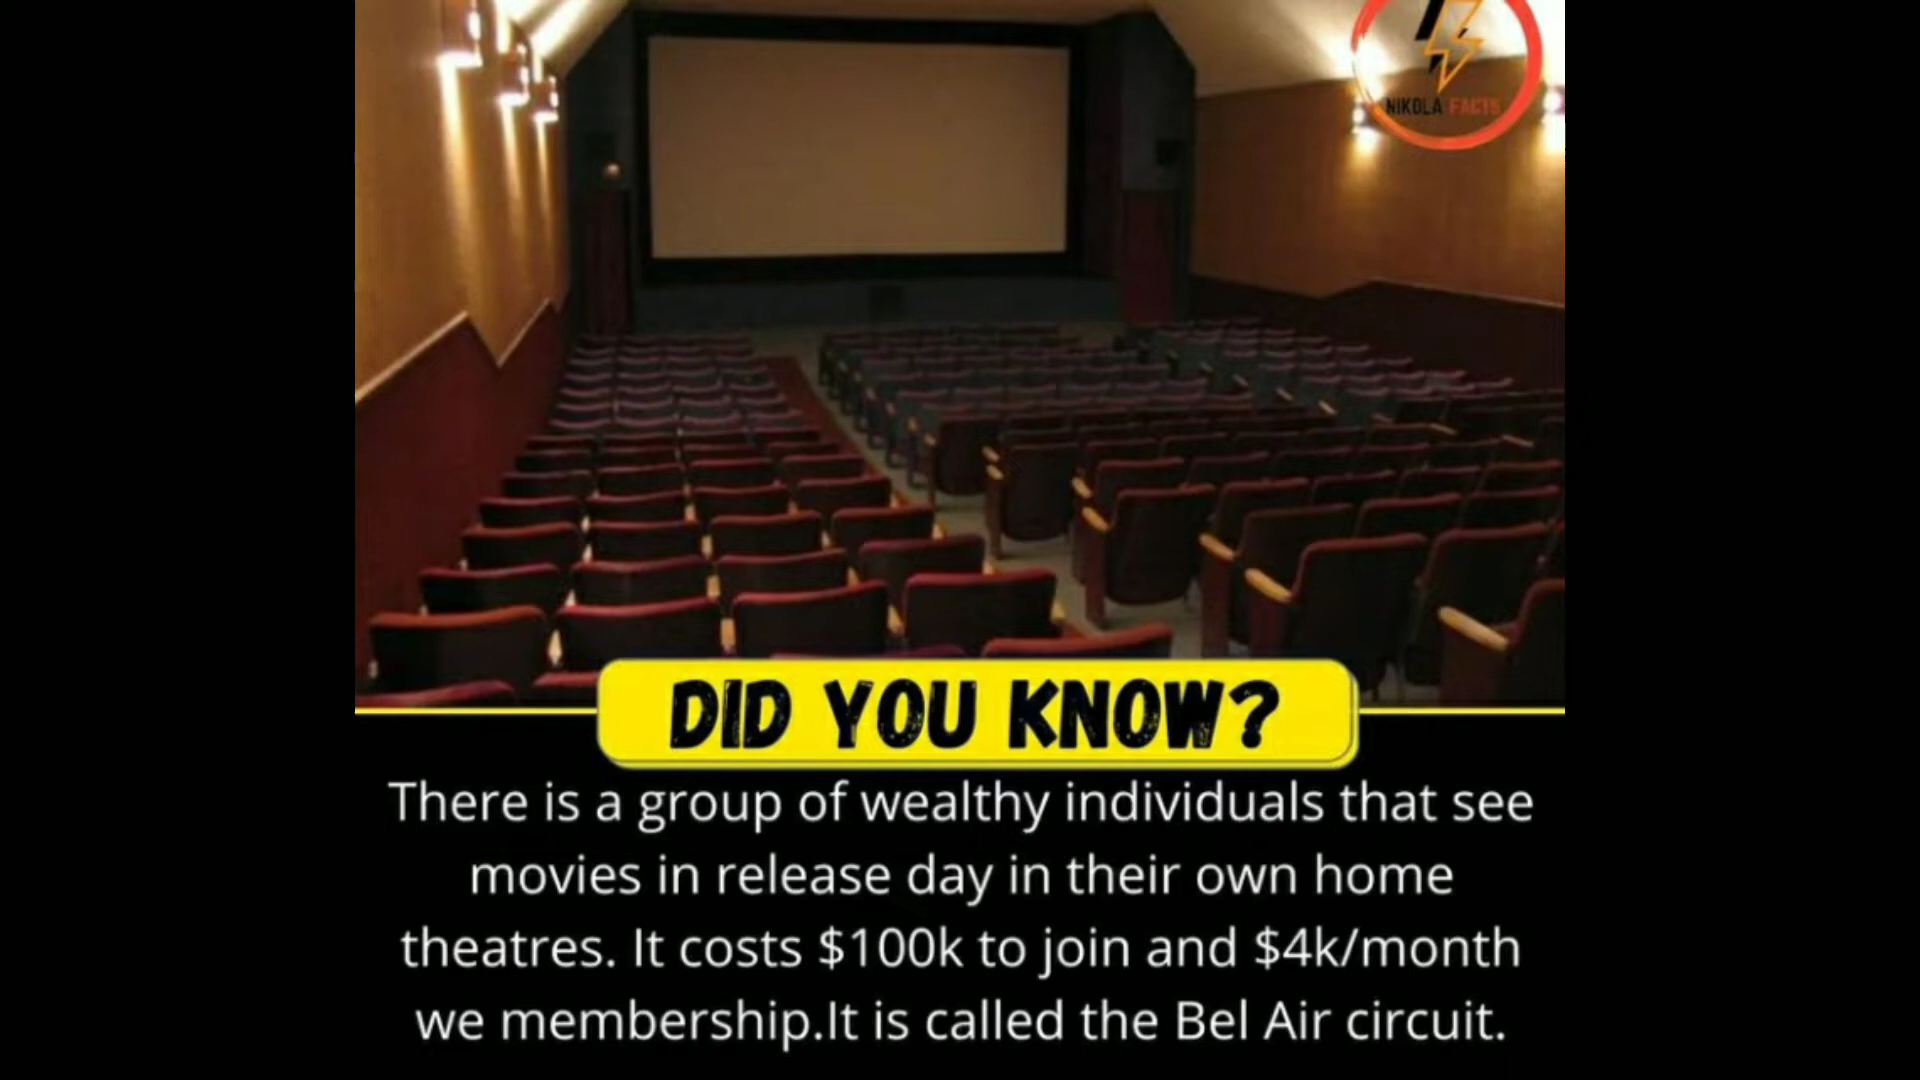 NIKOLA FACTS
DID YOU KNOW?
There is a group of wealthy individuals that see
movies in release day in their own home
theatres. It costs $100k to join and $4k/month
we membership.It is called the Bel Air circuit.